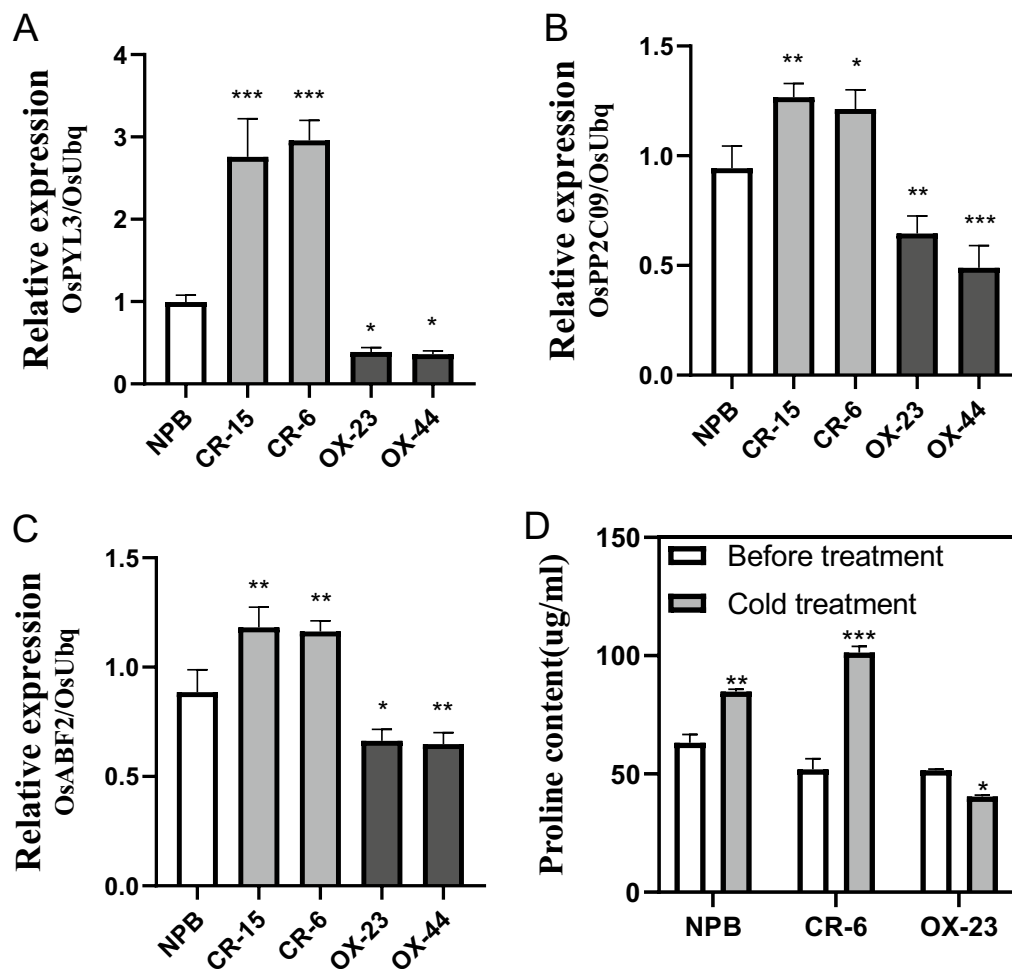 A
Relative expression
OsPYL3/OsUbq
4
3
2
1
0
***
***
*
*
NPB
CR-15
CR-6
OX-23
OX-44
B
Relative expression
OsPP2C09/OsUbq
1.5
1.0
0.5
0.0
**
*
**
***
NPB
CR-15
CR-6
OX-23
OX-44
C
Relative expression
OsABF2/OsUbq
1.5
1.0
0.5
0.0
**
**
*
**
NPB
CR-15
CR-6
OX-23
OX-44
D
Proline content(ug/ml)
150
100
50
0
Before treatment
Cold treatment
**
***
*
NPB
CR-6
OX-23